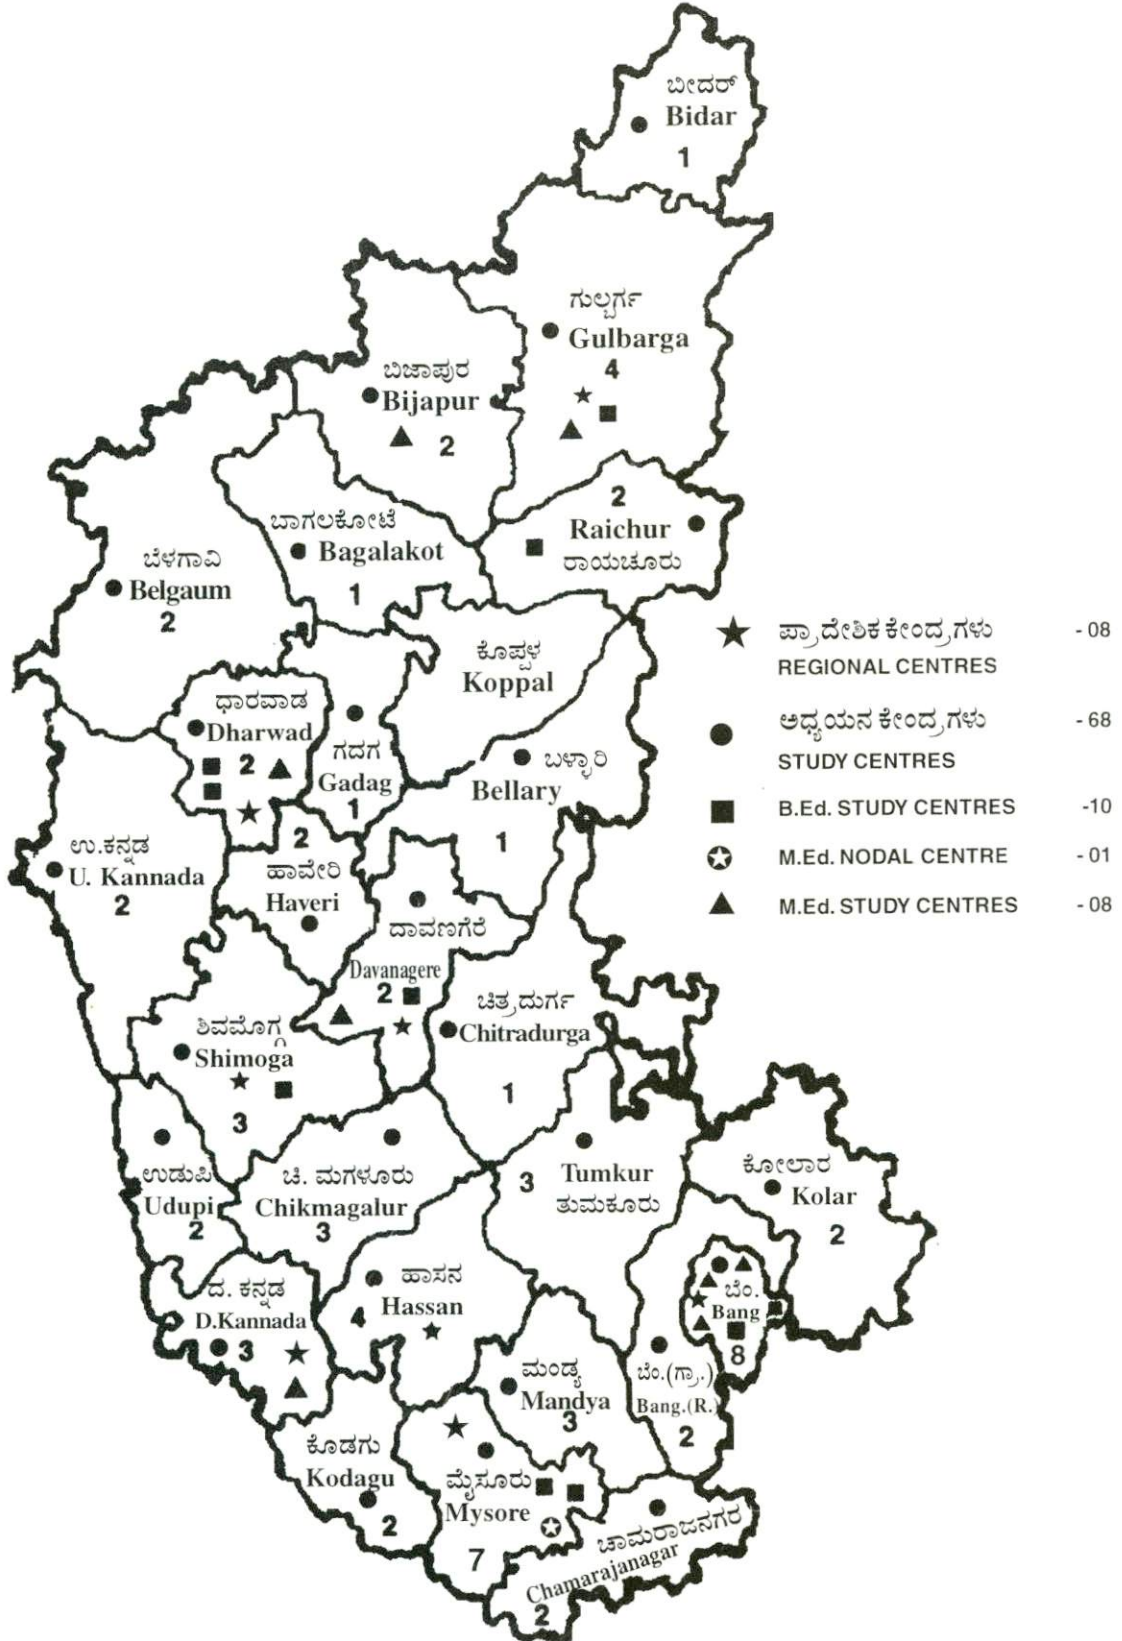 ಬೀದರ್
Bidar
1
ಗುಲ್ಬರ್ಗ
Gulbarga
4
ಬಿಜಾಪುರ
Bijapur
2
2
Raichur
ರಾಯಚೂರು
ಬಾಗಲಕೋಟೆ
Bagalakot
1
ಬೆಳಗಾವಿ
Belgaum
2
ಕೊಪ್ಪಳ
Koppal
ಧಾರವಾಡ
Dharwad
2
ಗದಗ
Gadag
1
ಬಳ್ಳಾರಿ
Bellary
1
ಉ.ಕನ್ನಡ
U. Kannada
2
2
ಹಾವೇರಿ
Haveri
ದಾವಣಗೆರೆ
Davanagere
2
ಚಿತ್ರದುರ್ಗ
Chitradurga
1
ಶಿವಮೊಗ್ಗ
Shimoga
3
ಉಡುಪಿ
Udupi
2
ಚಿ. ಮಗಳೂರು
Chikmagalur
3
3 Tumkur
ತುಮಕೂರು
ಕೋಲಾರ
Kolar
2
ಹಾಸನ
Hassan
4
ದ. ಕನ್ನಡ
D.Kannada
3
ಬೆಂ.
Bang
8
ಬೆಂ.(ಗ್ರಾ.)
Bang.(R.)
2
ಮಂಡ್ಯ
Mandya
3
ಕೊಡಗು
Kodagu
2
ಮೈಸೂರು
Mysore
7
ಚಾಮರಾಜನಗರ
Chamarajanagar
2
ಪ್ರಾದೇಶಿಕ ಕೇಂದ್ರಗಳು - 08
REGIONAL CENTRES
ಅಧ್ಯಯನ ಕೇಂದ್ರಗಳು - 68
STUDY CENTRES
B.Ed. STUDY CENTRES -10
M.Ed. NODAL CENTRE - 01
M.Ed. STUDY CENTRES - 08